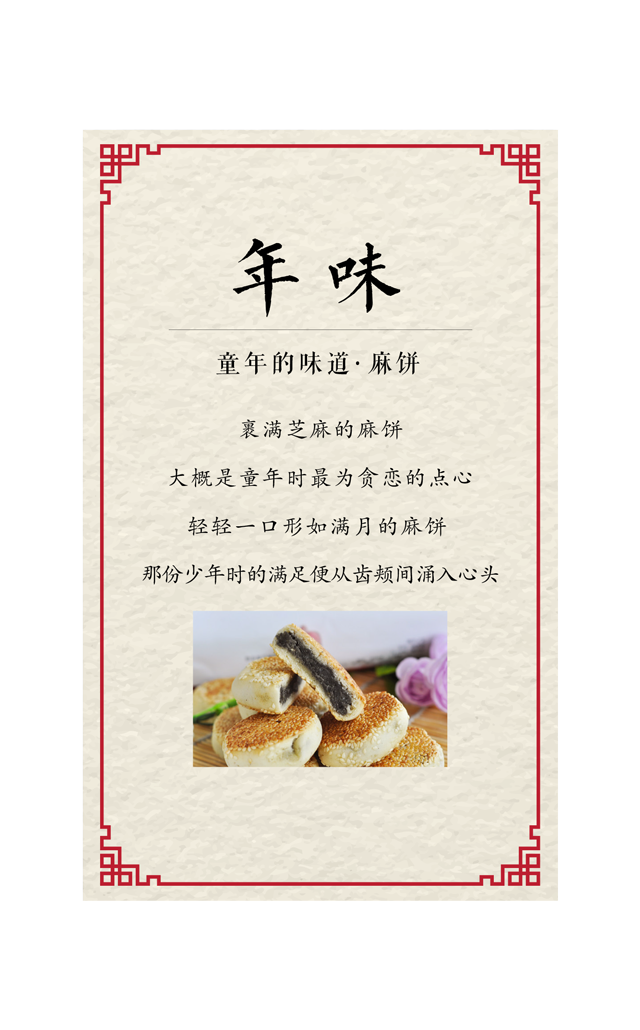 年味
童年的味道·麻饼
裹满芝麻的麻饼
大概是童年时最为贪恋的点心
轻轻一口形如满月的麻饼
那份少年时的满足便从齿颊间涌入心头